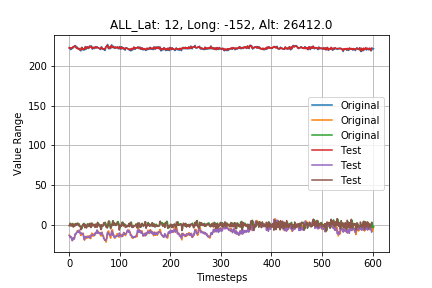 ALL_Lat: 12, Long: -152, Alt: 26412.0
Value Range
200
150
100
50
0
Original
Original
Original
Test
Test
Test
0 100 200 300 400 500 600
Timesteps